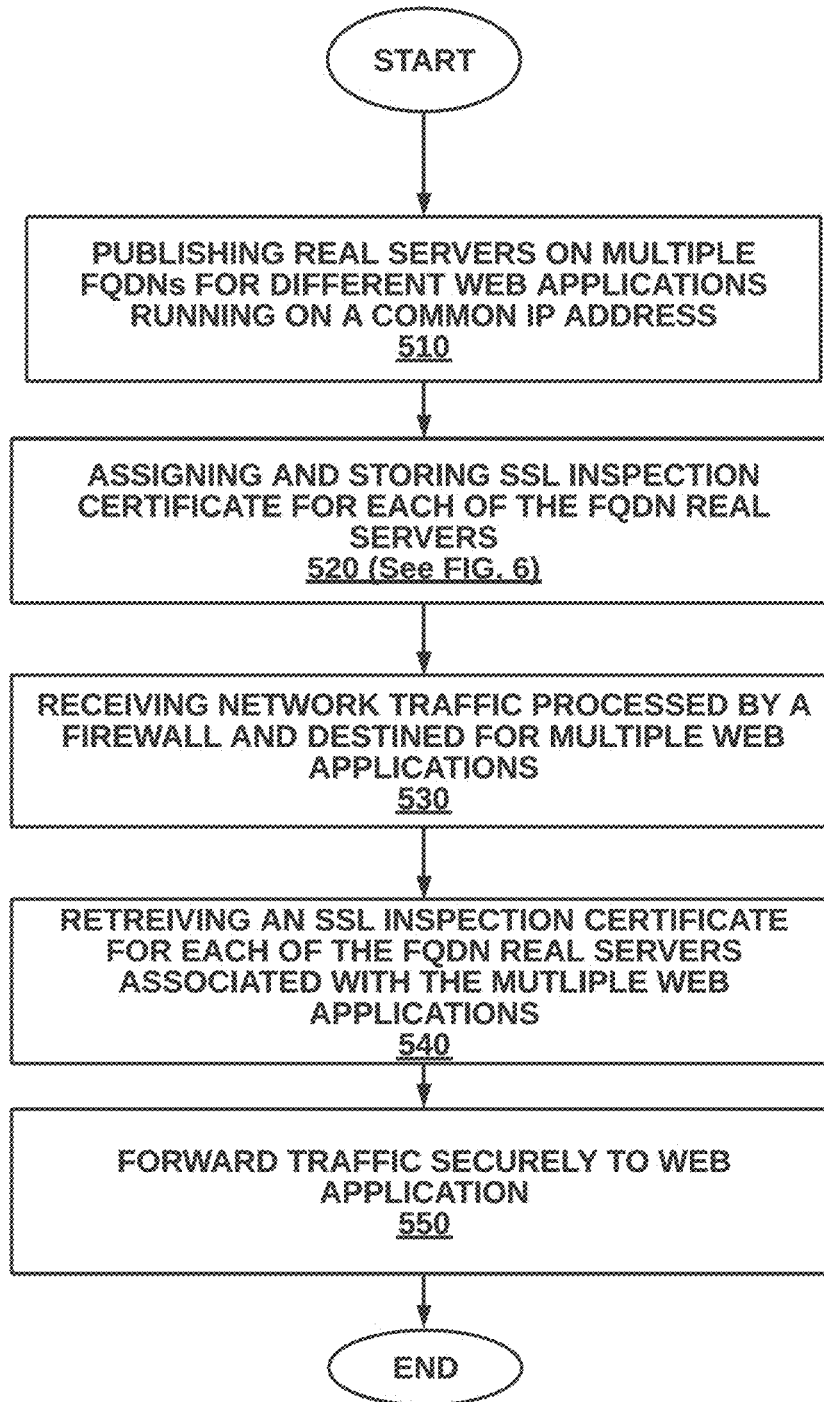 START
PUBLISHING REAL SERVERS ON MULTIPLE
FQDNs FOR DIFFERENT WEB APPLICATIONS
RUNNING ON A COMMON IP ADDRESS
510
ASSIGNING AND STORING SSL INSPECTION
CERTIFICATE FOR EACH OF THE FQDN REAL
SERVERS
520 (See FIG. 6)
RECEIVING NETWORK TRAFFIC PROCESSED BY A
FIREWALL AND DESTINED FOR MULTIPLE WEB
APPLICATIONS
530
RETREIVING AN SSL INSPECTION CERTIFICATE
FOR EACH OF THE FQDN REAL SERVERS
ASSOCIATED WITH THE MUTLIPLE WEB
APPLICATIONS
540
FORWARD TRAFFIC SECURELY TO WEB
APPLICATION
550
END